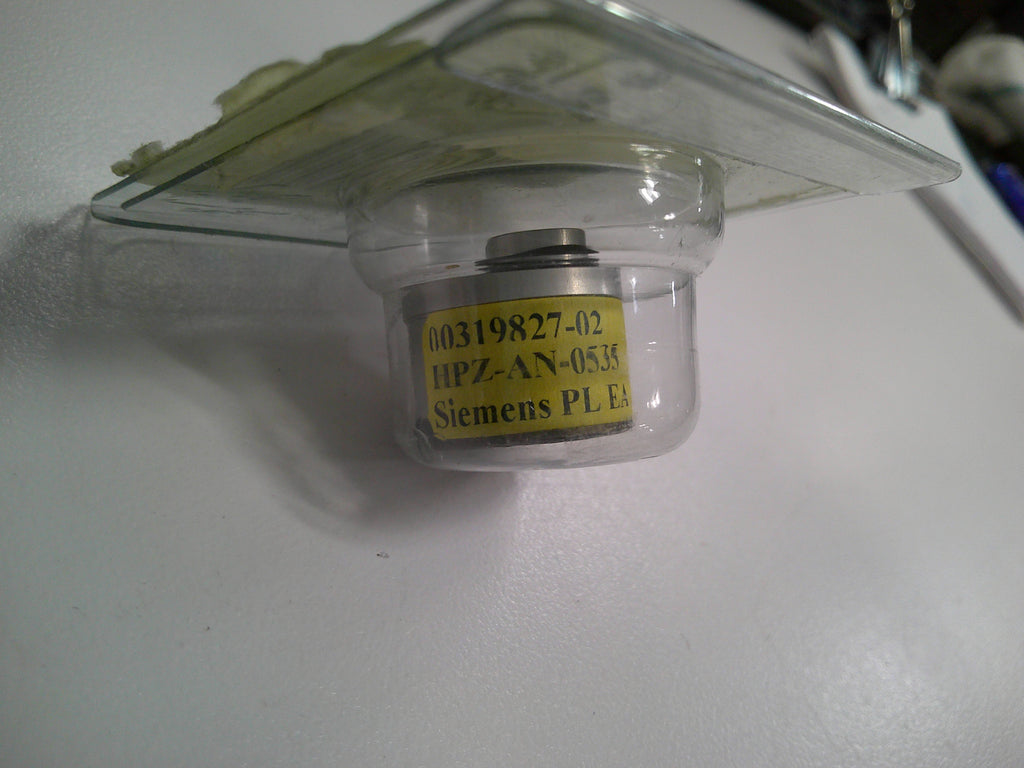 00319827-02
HPZ-AN-0535
Siemens PL EA